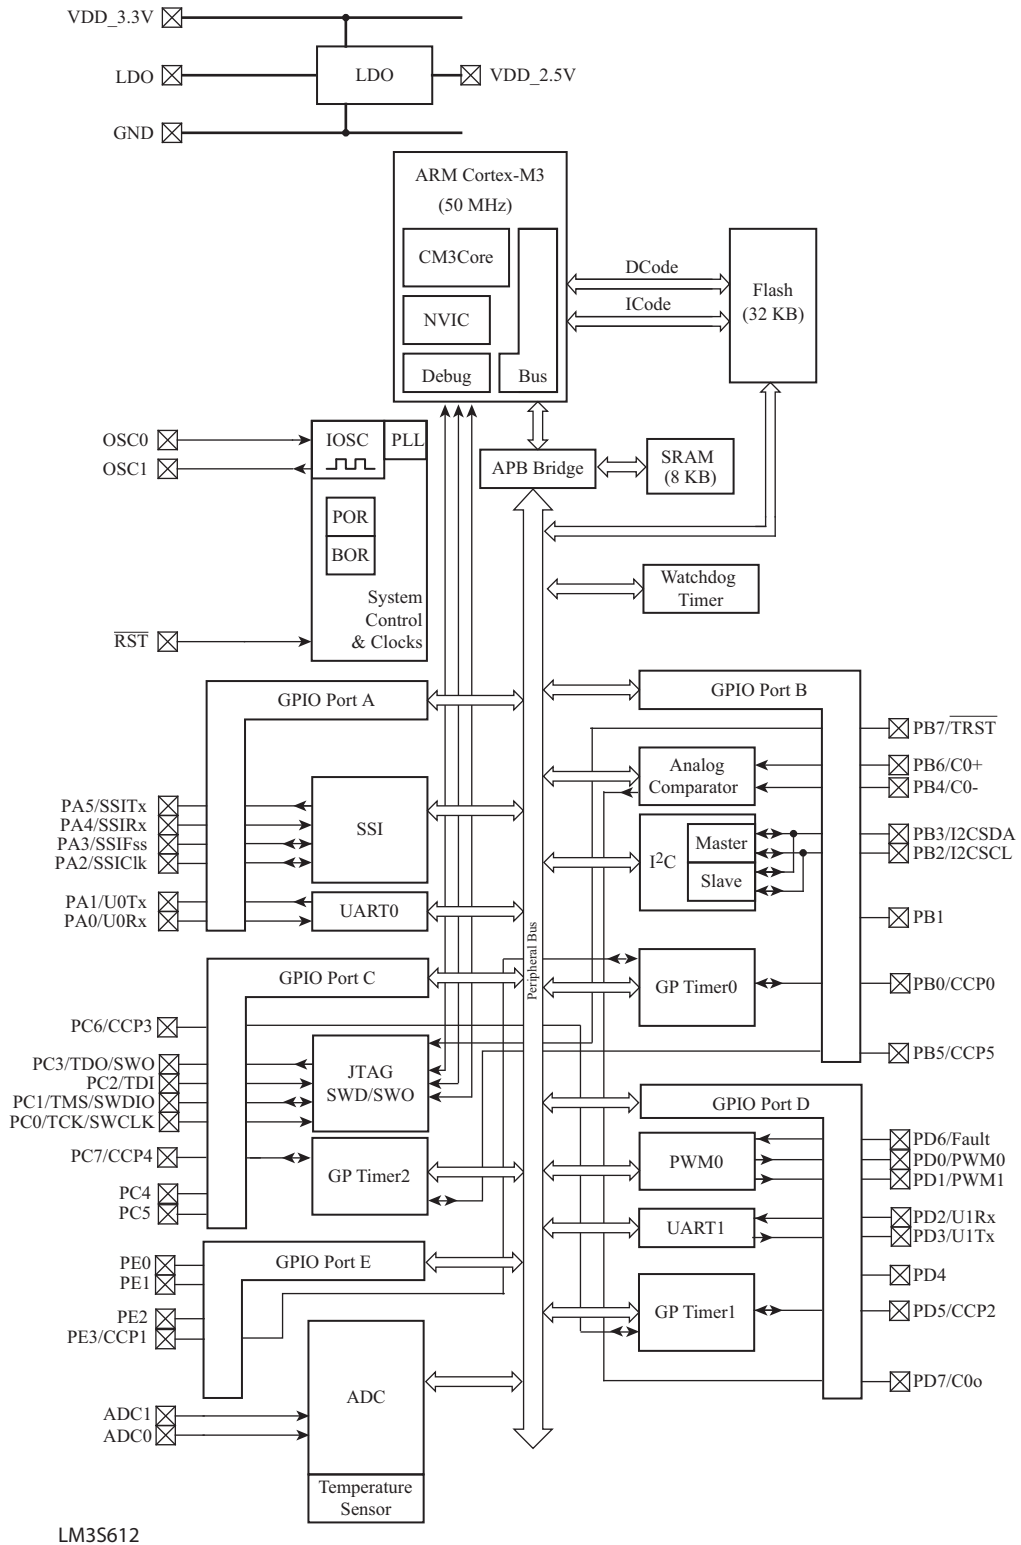 VDD_3.3V
LDO
LDO
VDD_2.5V
GND
ARM Cortex-M3
(50 MHz)
CM3Core
NVIC
Debug
Bus
DCode
ICode
Flash
(32 KB)
OSC0
OSC1
IOSC
PLL
POR
BOR
System
Control
& Clocks
RST
APB Bridge
SRAM
(8 KB)
Watchdog
Timer
GPIO Port A
PA5/SSITx
PA4/SSIRx
PA3/SSIFss
PA2/SSIClk
SSI
PA1/U0Tx
PA0/U0Rx
UART0
GPIO Port B
PB7/TRST
Analog
Comparator
PB6/C0+
PB4/C0-
I²C
Master
Slave
PB3/I2CSDA
PB2/I2CSCL
PB1
Peripheral Bus
GP Timer0
PB0/CCP0
PB5/CCP5
GPIO Port C
PC6/CCP3
PC3/TDO/SWO
PC2/TDI
PC1/TMS/SWDIO
PC0/TCK/SWCLK
JTAG
SWD/SWO
PC7/CCP4
GP Timer2
PC4
PC5
GPIO Port D
PWM0
PD6/Fault
PD0/PWM0
PD1/PWM1
UART1
PD2/U1Rx
PD3/U1Tx
PD4
GP Timer1
PD5/CCP2
PD7/C0o
GPIO Port E
PE0
PE1
PE2
PE3/CCP1
ADC
ADC1
ADC0
Temperature
Sensor
LM3S612